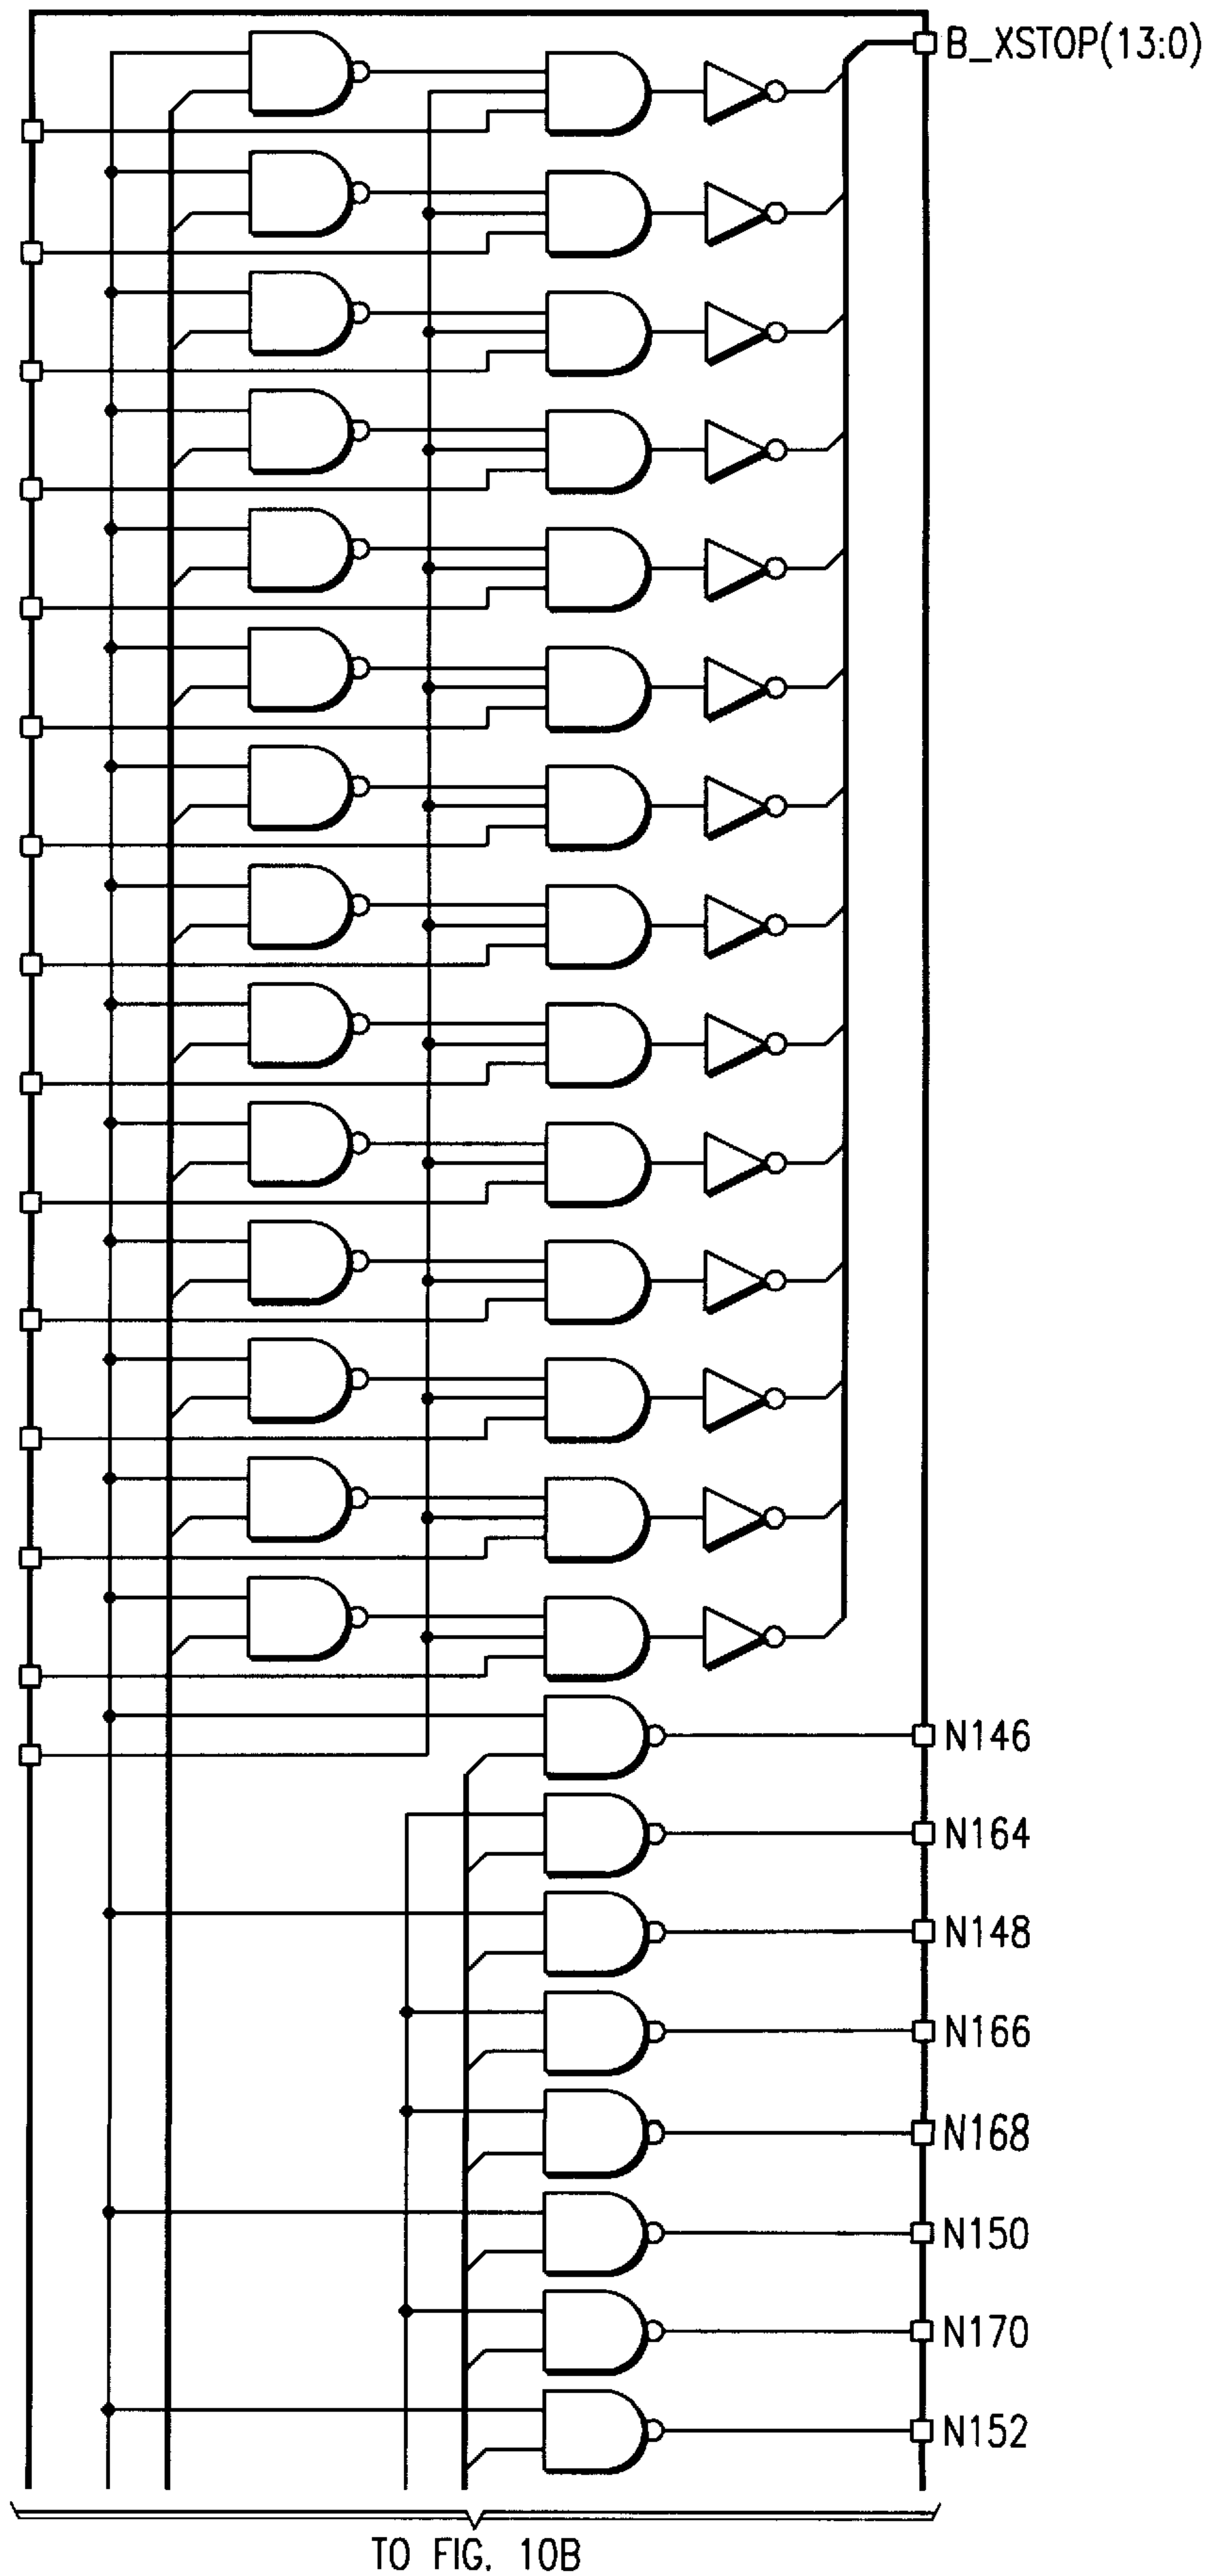 B_XSTOP(13:0)
N146
N164
N148
N166
N168
N150
N170
N152
TO FIG. 10B